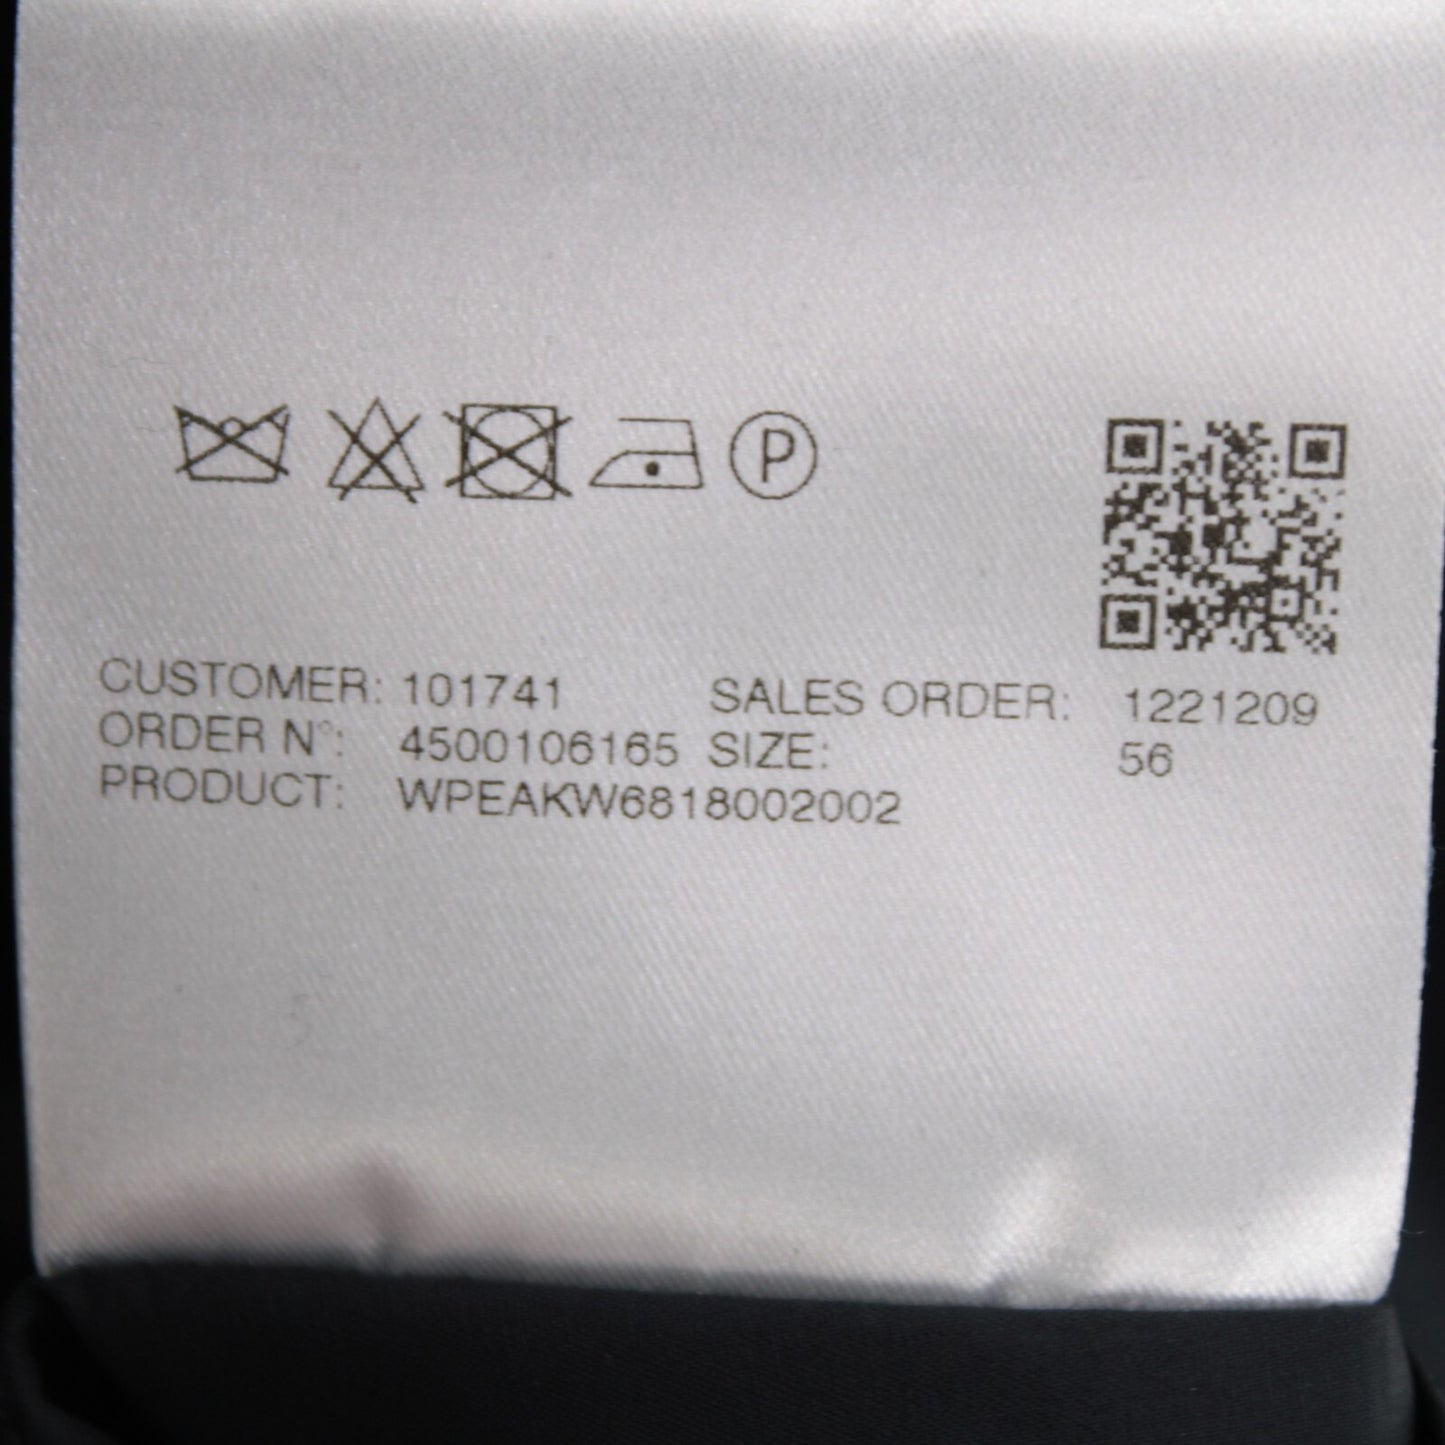 P
CUSTOMER: 101741 SALES ORDER: 1221209
ORDER N°: 4500106165 SIZE: 56
PRODUCT: WPEAKW6818002002